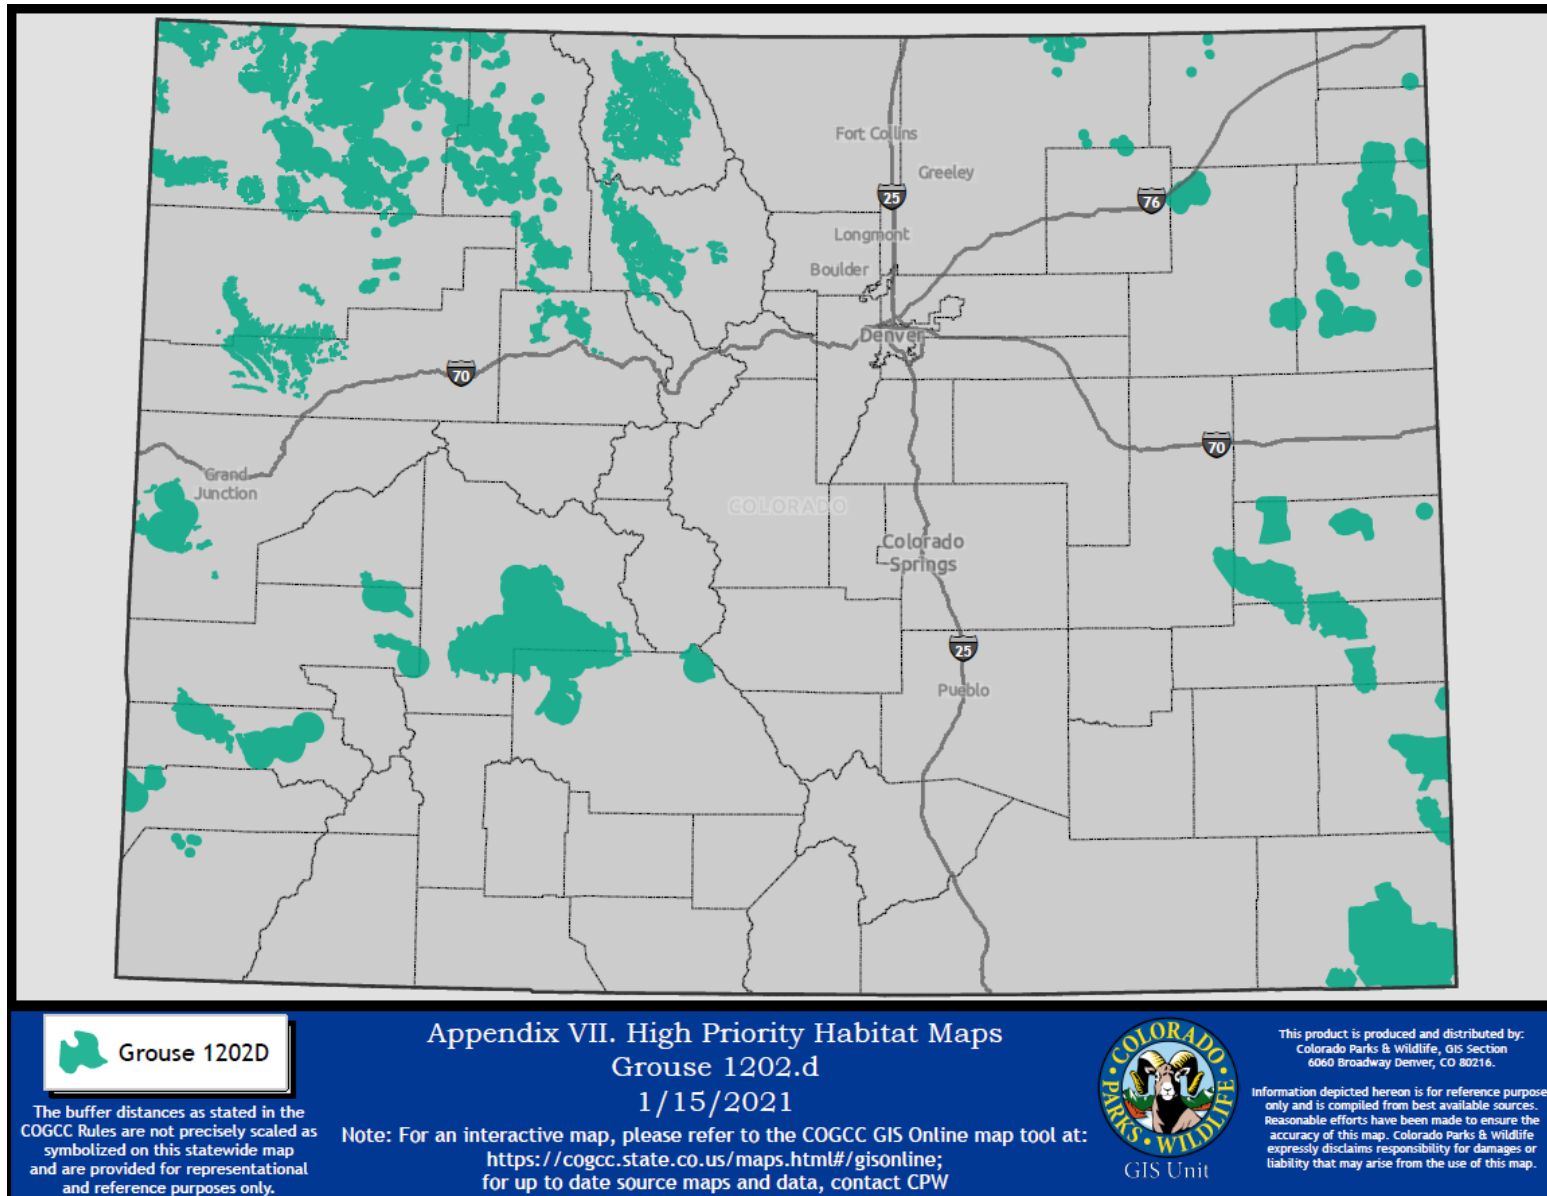 Fort Collins
Greeley
25
76
Longmont
Boulder
Denver
70
70
Grand
Junction
COLORADO
Colorado
Springs
25
Pueblo
Grouse 1202D
The buffer distances as stated in the
COGCC Rules are not precisely scaled as
symbolized on this statewide map
and are provided for representational
and reference purposes only.
Appendix VII. High Priority Habitat Maps
Grouse 1202.d
1/15/2021
Note: For an interactive map, please refer to the COGCC GIS Online map tool at:
https://cogcc.state.co.us/maps.html#/gisonline;
for up to date source maps and data, contact CPW
COLORADO
PARKS & WILDLIFE
GIS Unit
This product is produced and distributed by:
Colorado Parks & Wildlife, GIS Section
6060 Broadway Denver, CO 80216.
Information depicted hereon is for reference purpose
only and is compiled from best available sources.
Reasonable efforts have been made to ensure the
accuracy of this map. Colorado Parks & Wildlife
expressly disclaims responsibility for damages or
liability that may arise from the use of this map.